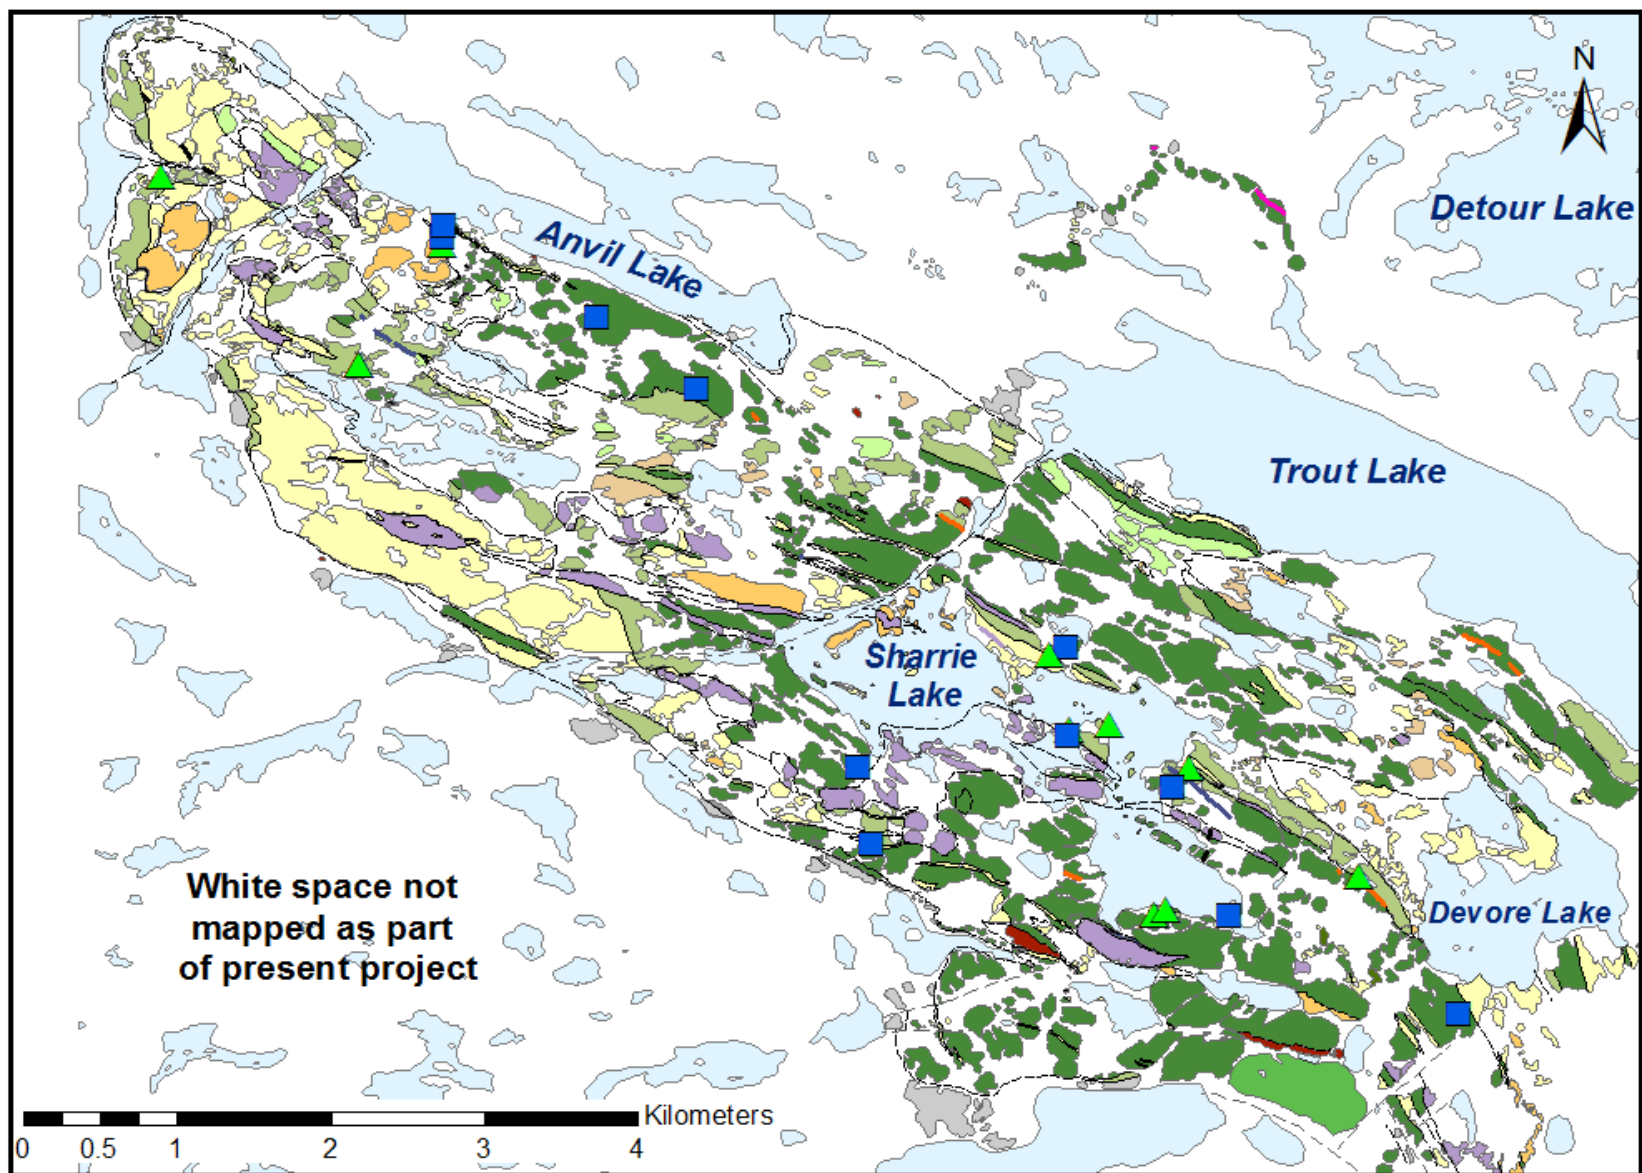 N
Detour Lake
Anvil Lake
Trout Lake
Sharrie
Lake
White space not
mapped as part
of present project
Devore Lake
Kilometers
0 0.5 1 2 3 4